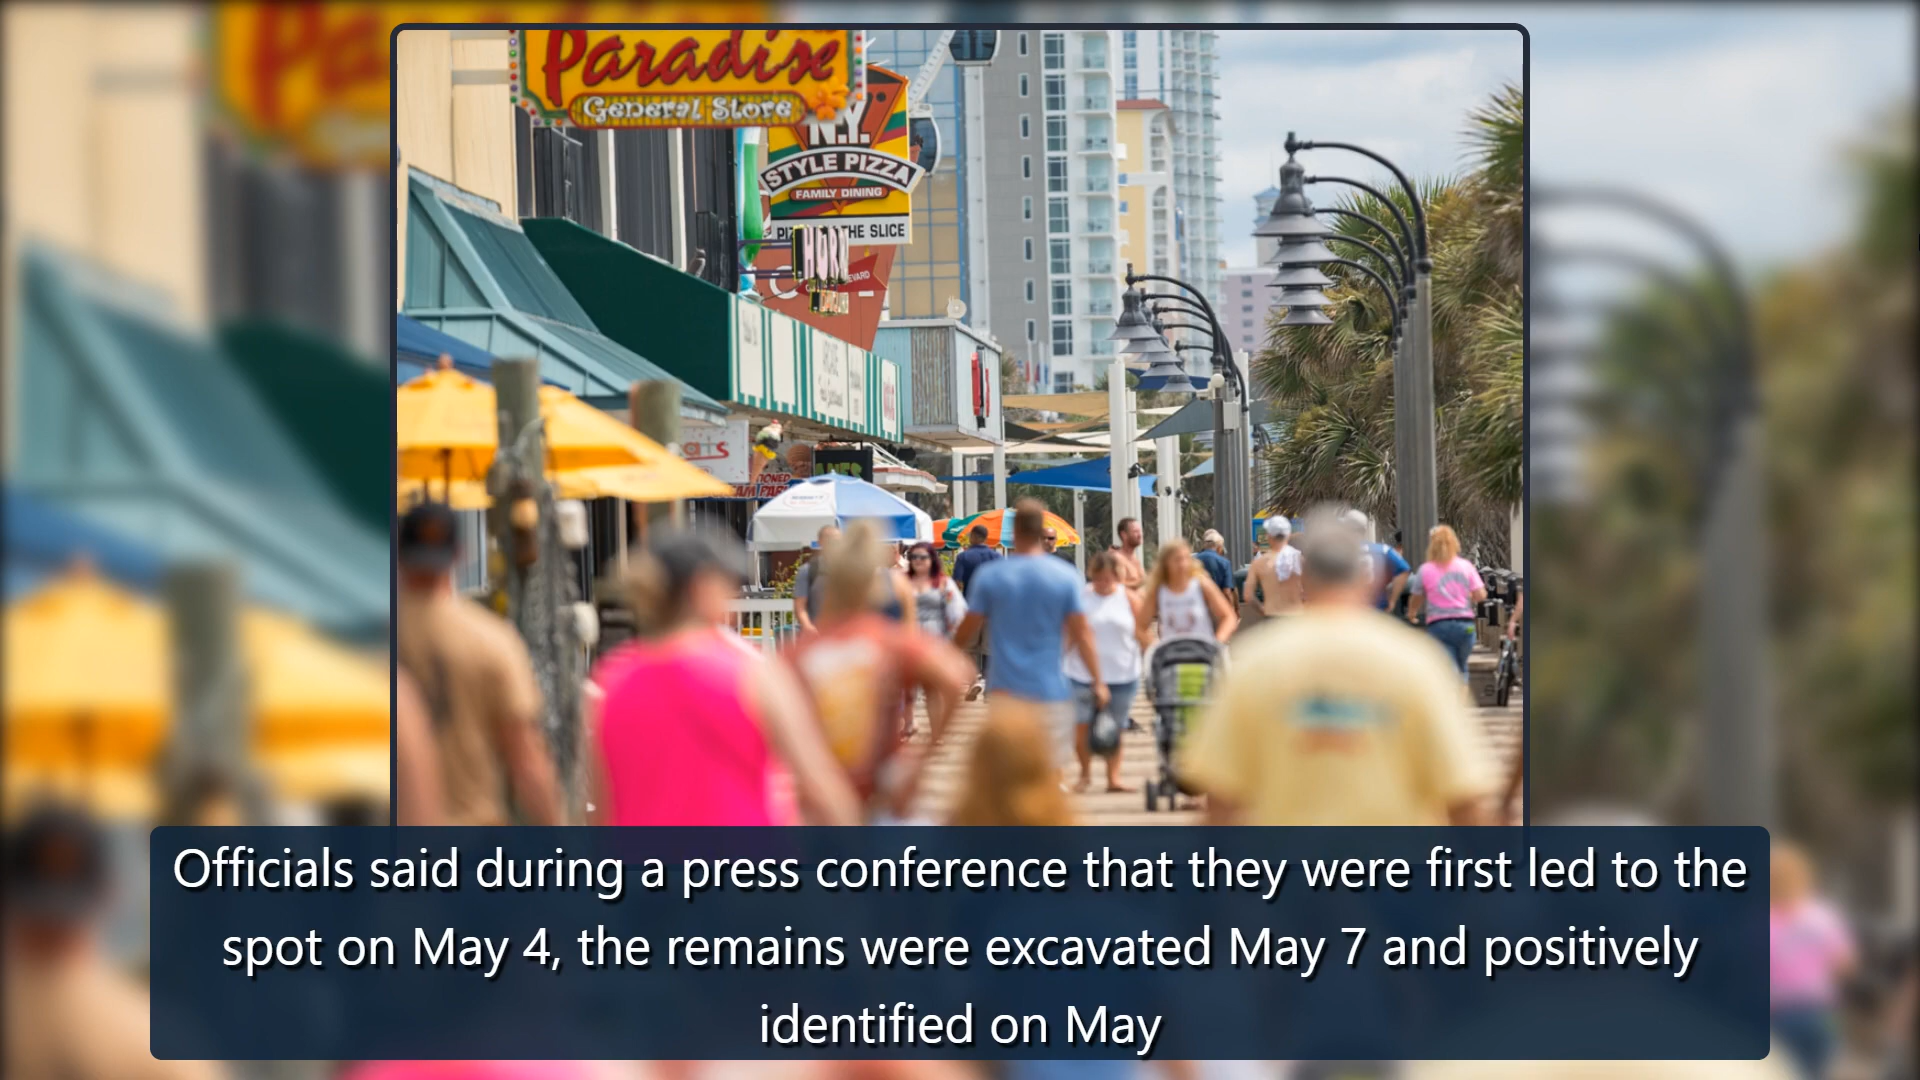 Paradise
General Store
N.Y.
STYLE PIZZA
FAMILY DINING
THE SLICE
Officials said during a press conference that they were first led to the
spot on May 4, the remains were excavated May 7 and positively
identified on May